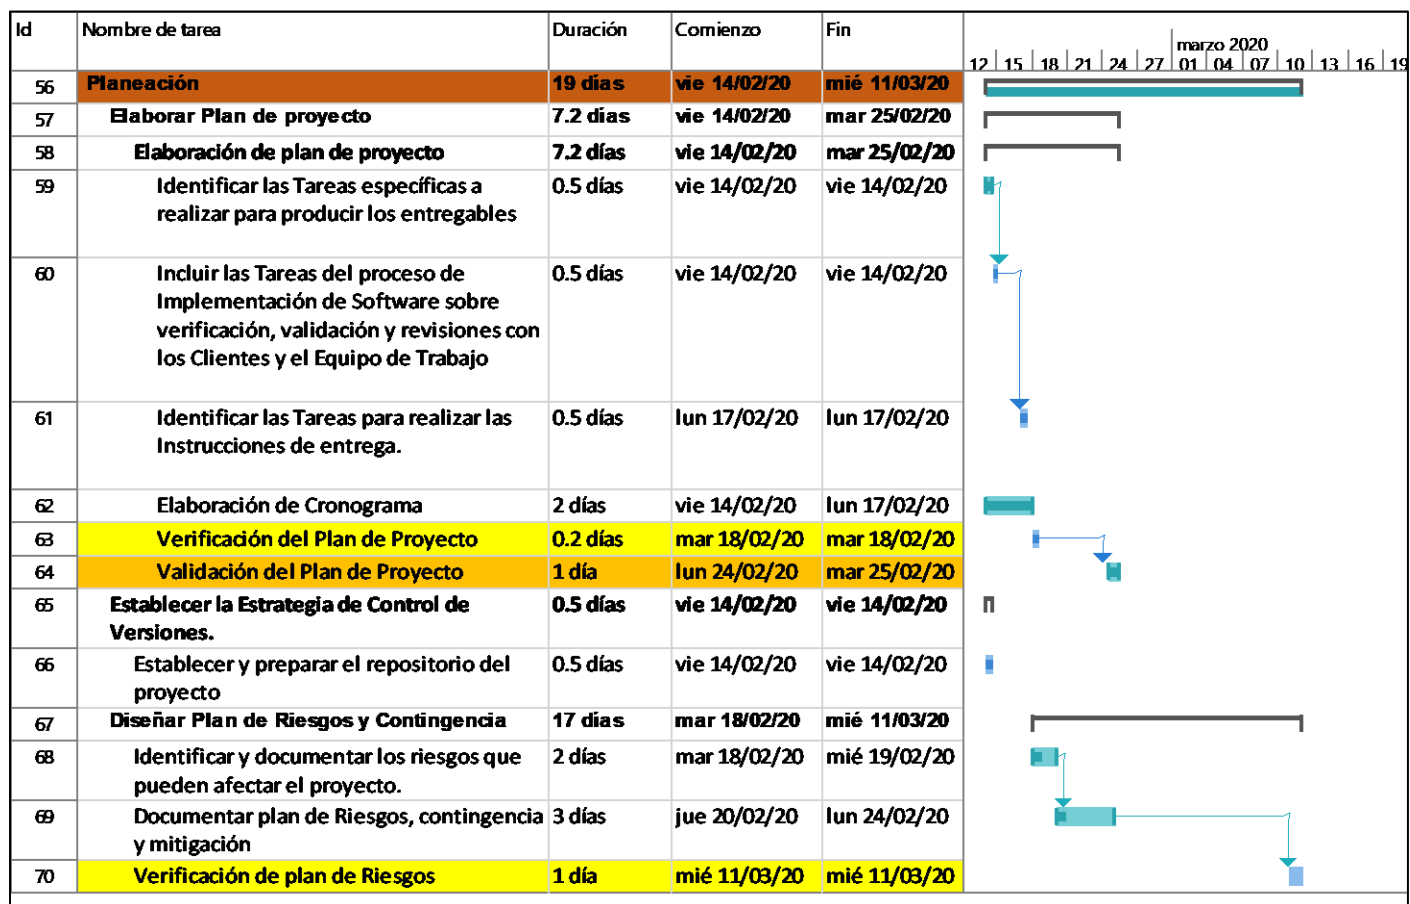 Id Nombre de tarea Duración Comienzo Fin
marzo 2020
12 15 18 21 24 27 01 04 07 10 13 16 19
56 Planeación 19 días vie 14/02/20 mié 11/03/20
57 Elaborar Plan de proyecto 7.2 días vie 14/02/20 mar 25/02/20
58 Elaboración de plan de proyecto 7.2 días vie 14/02/20 mar 25/02/20
59 Identificar las Tareas específicas a 0.5 días vie 14/02/20 vie 14/02/20
realizar para producir los entregables
60 Incluir las Tareas del proceso de 0.5 días vie 14/02/20 vie 14/02/20
Implementación de Software sobre
verificación, validación y revisiones con
los Clientes y el Equipo de Trabajo
61 Identificar las Tareas para realizar las 0.5 días lun 17/02/20 lun 17/02/20
Instrucciones de entrega.
62 Elaboración de Cronograma 2 días vie 14/02/20 lun 17/02/20
63 Verificación del Plan de Proyecto 0.2 días mar 18/02/20 mar 18/02/20
64 Validación del Plan de Proyecto 1 día lun 24/02/20 mar 25/02/20
65 Establecer la Estrategia de Control de 0.5 días vie 14/02/20 vie 14/02/20
Versiones.
66 Establecer y preparar el repositorio del 0.5 días vie 14/02/20 vie 14/02/20
proyecto
67 Diseñar Plan de Riesgos y Contingencia 17 días mar 18/02/20 mié 11/03/20
68 Identificar y documentar los riesgos que 2 días mar 18/02/20 mié 19/02/20
pueden afectar el proyecto.
69 Documentar plan de Riesgos, contingencia 3 días jue 20/02/20 lun 24/02/20
y mitigación
70 Verificación de plan de Riesgos 1 día mié 11/03/20 mié 11/03/20